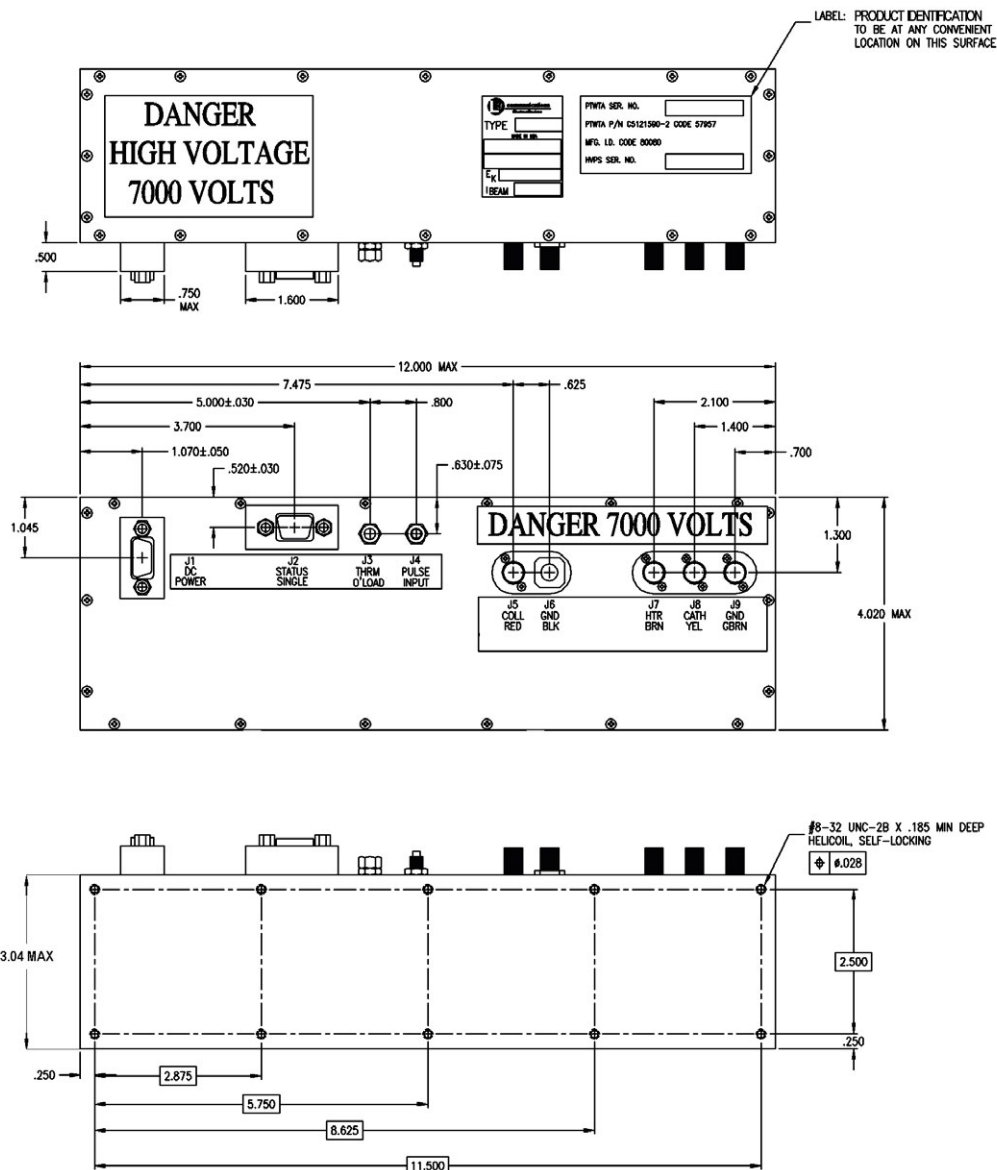 LABEL: PRODUCT IDENTIFICATION
TO BE AT ANY CONVENIENT
LOCATION ON THIS SURFACE
DANGER
HIGH VOLTAGE
7000 VOLTS
communications
TYPE
MADE IN USA
EK
IBEAM
PTWTA SER. NO.
PTWTA P/N C5121590-2 CODE 57957
MFG. I.D. CODE 80080
HVPS SER. NO.
.500
.750
MAX
1.600
12.000 MAX
7.475
.625
5.000±.030
.800
2.100
3.700
1.400
1.070±.050
.520±.030
.630±.075
.700
1.045
DANGER 7000 VOLTS
1.300
J1
DC
POWER
J2
STATUS
SINGLE
J3
THRM
O'LOAD
J4
PULSE
INPUT
J5
COLL
RED
J6
GND
BLK
J7
HTR
BRN
J8
CATH
YEL
J9
GND
GBRN
4.020 MAX
#8-32 UNC-2B X .185 MIN DEEP
HELICOIL, SELF-LOCKING
⌖ ø.028
3.04 MAX
2.500
.250
.250
2.875
5.750
8.625
11.500